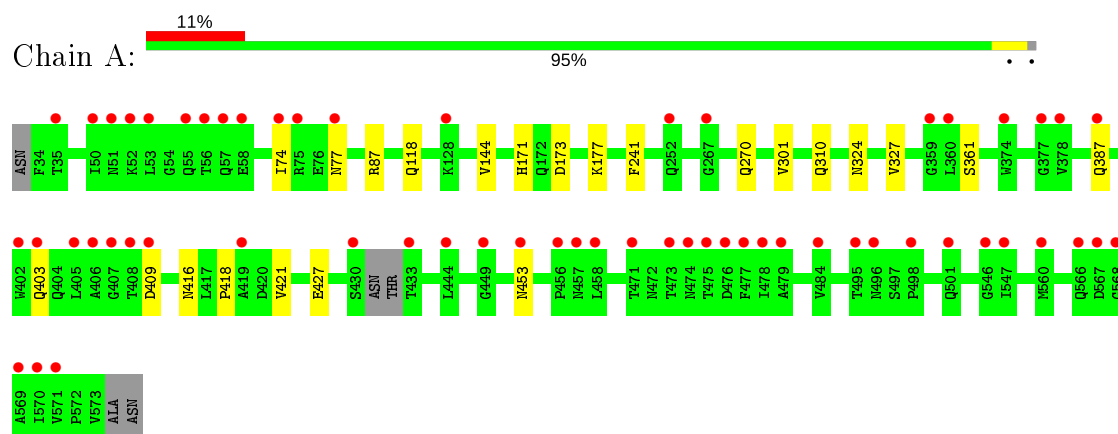 11%
Chain A:
95%
ASN F34 T35 I50 N51 K52 L53 G54 Q55 T56 Q57 E58 I74 R75 E76 N77 R87 Q118 K128 V144 H171 Q172 D173 K177 F241 Q252 G267 Q270 V301 Q310 N324 V327 G359 L360 S361 W374 G377 V378 Q387
W402 Q403 Q404 L405 A406 G407 T408 D409 N416 L417 P418 A419 D420 V421 E427 S430 ASN THR T433 L444 G449 N453 P456 N457 L458 T471 N472 T473 N474 T475 D476 F477 I478 A479 V484 T495 N496 S497 P498 Q501 G546 I547 M560 Q566 D567 G568
A569 I570 V571 P572 V573 ALA ASN